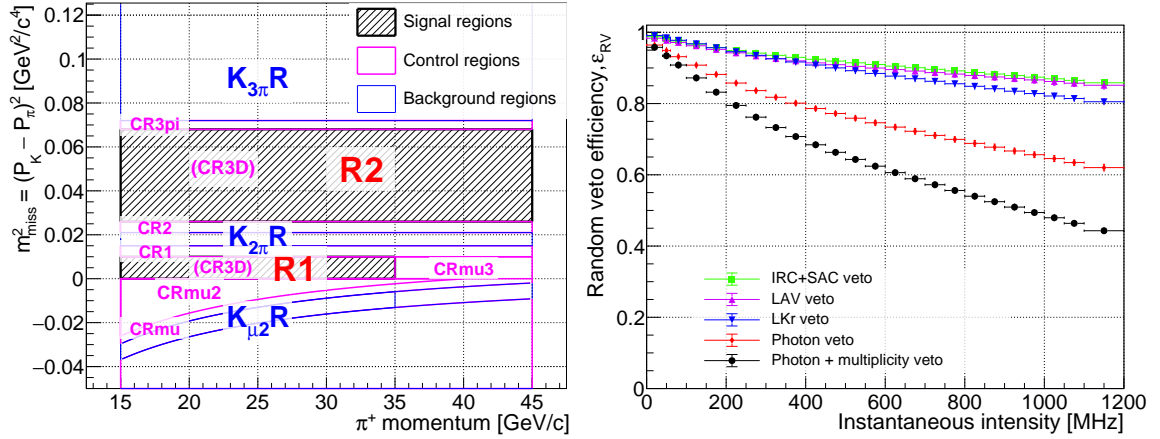 m²miss = (P_K − P_π)² [GeV²/c⁴]
0.12
0.1
0.08
0.06
0.04
0.02
0
−0.02
−0.04
Signal regions
Control regions
Background regions
K3πR
CR3pi
(CR3D)
R2
CR2
K2πR
CR1
(CR3D)
R1
CRmu3
CRmu2
Kμ2R
CRmu
15 20 25 30 35 40 45
π⁺ momentum [GeV/c]
Random veto efficiency, ε_RV
1
0.8
0.6
0.4
0.2
0
IRC+SAC veto
LAV veto
LKr veto
Photon veto
Photon + multiplicity veto
0 200 400 600 800 1000 1200
Instantaneous intensity [MHz]